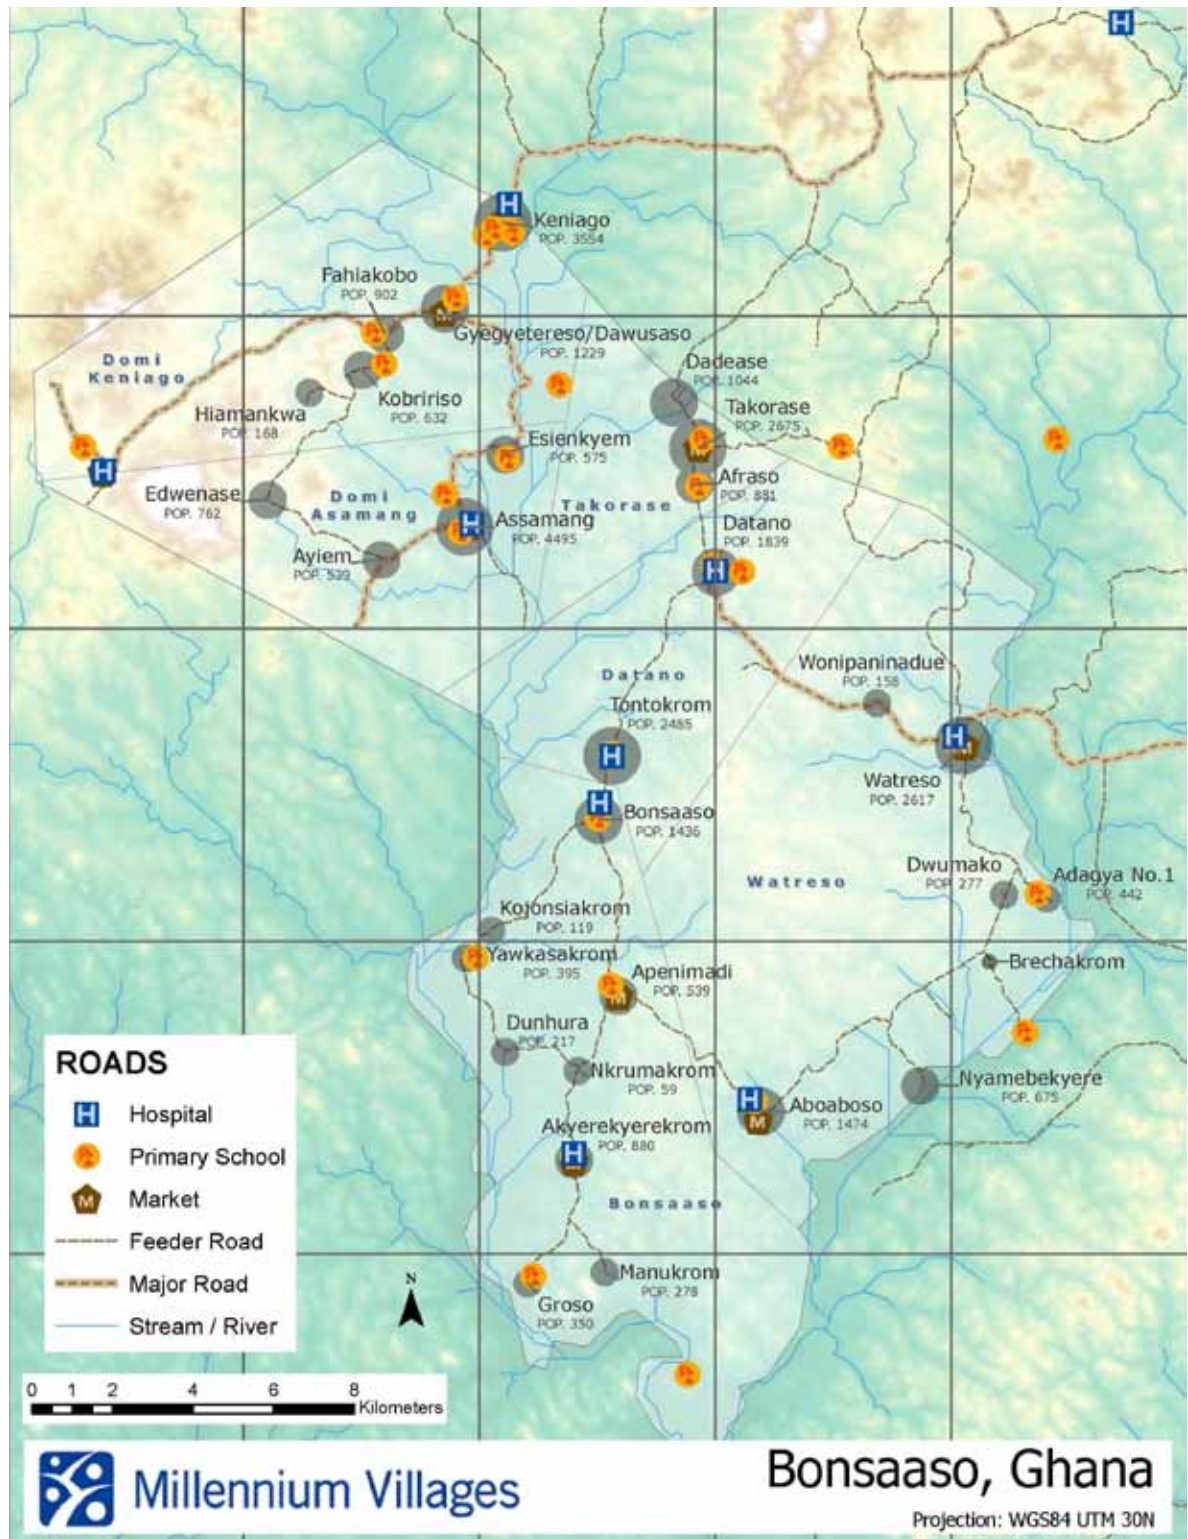 H
H
Keniago
POP. 3554
Fahiakobo
POP. 902
M
Gyegyetereso/Dawusaso
POP. 1229
Domi
Keniago
Dadease
POP. 1044
Kobririso
POP. 632
Hiamankwa
POP. 168
Takorase
POP. 2675
M
Esienkyem
POP. 575
H
Afraso
POP. 881
Edwenase
POP. 762
Domi
Asamang
Takorase
H
Assamang
POP. 4495
Datano
POP. 1839
Ayiem
POP. 539
H
Wonipaninadue
POP. 158
Datano
Tontokrom
POP. 2485
H
H
M
Watreso
POP. 2617
H
Bonsaaso
POP. 1436
Dwumako
POP. 277
Adagya No.1
POP. 442
Watreso
Kojonsiakrom
POP. 119
Yawkasakrom
POP. 395
Brechakrom
Apenimadi
POP. 539
M
Dunhura
POP. 217
Nkrumakrom
POP. 59
Nyamebekyere
POP. 675
H
M
Aboaboso
POP. 1474
Akyerekyerekrom
POP. 880
H
Bonsaaso
Manukrom
POP. 278
Groso
POP. 350
ROADS
H Hospital
Primary School
M Market
Feeder Road
Major Road
Stream / River
N
0 1 2 4 6 8
Kilometers
Millennium Villages
Bonsaaso, Ghana
Projection: WGS84 UTM 30N